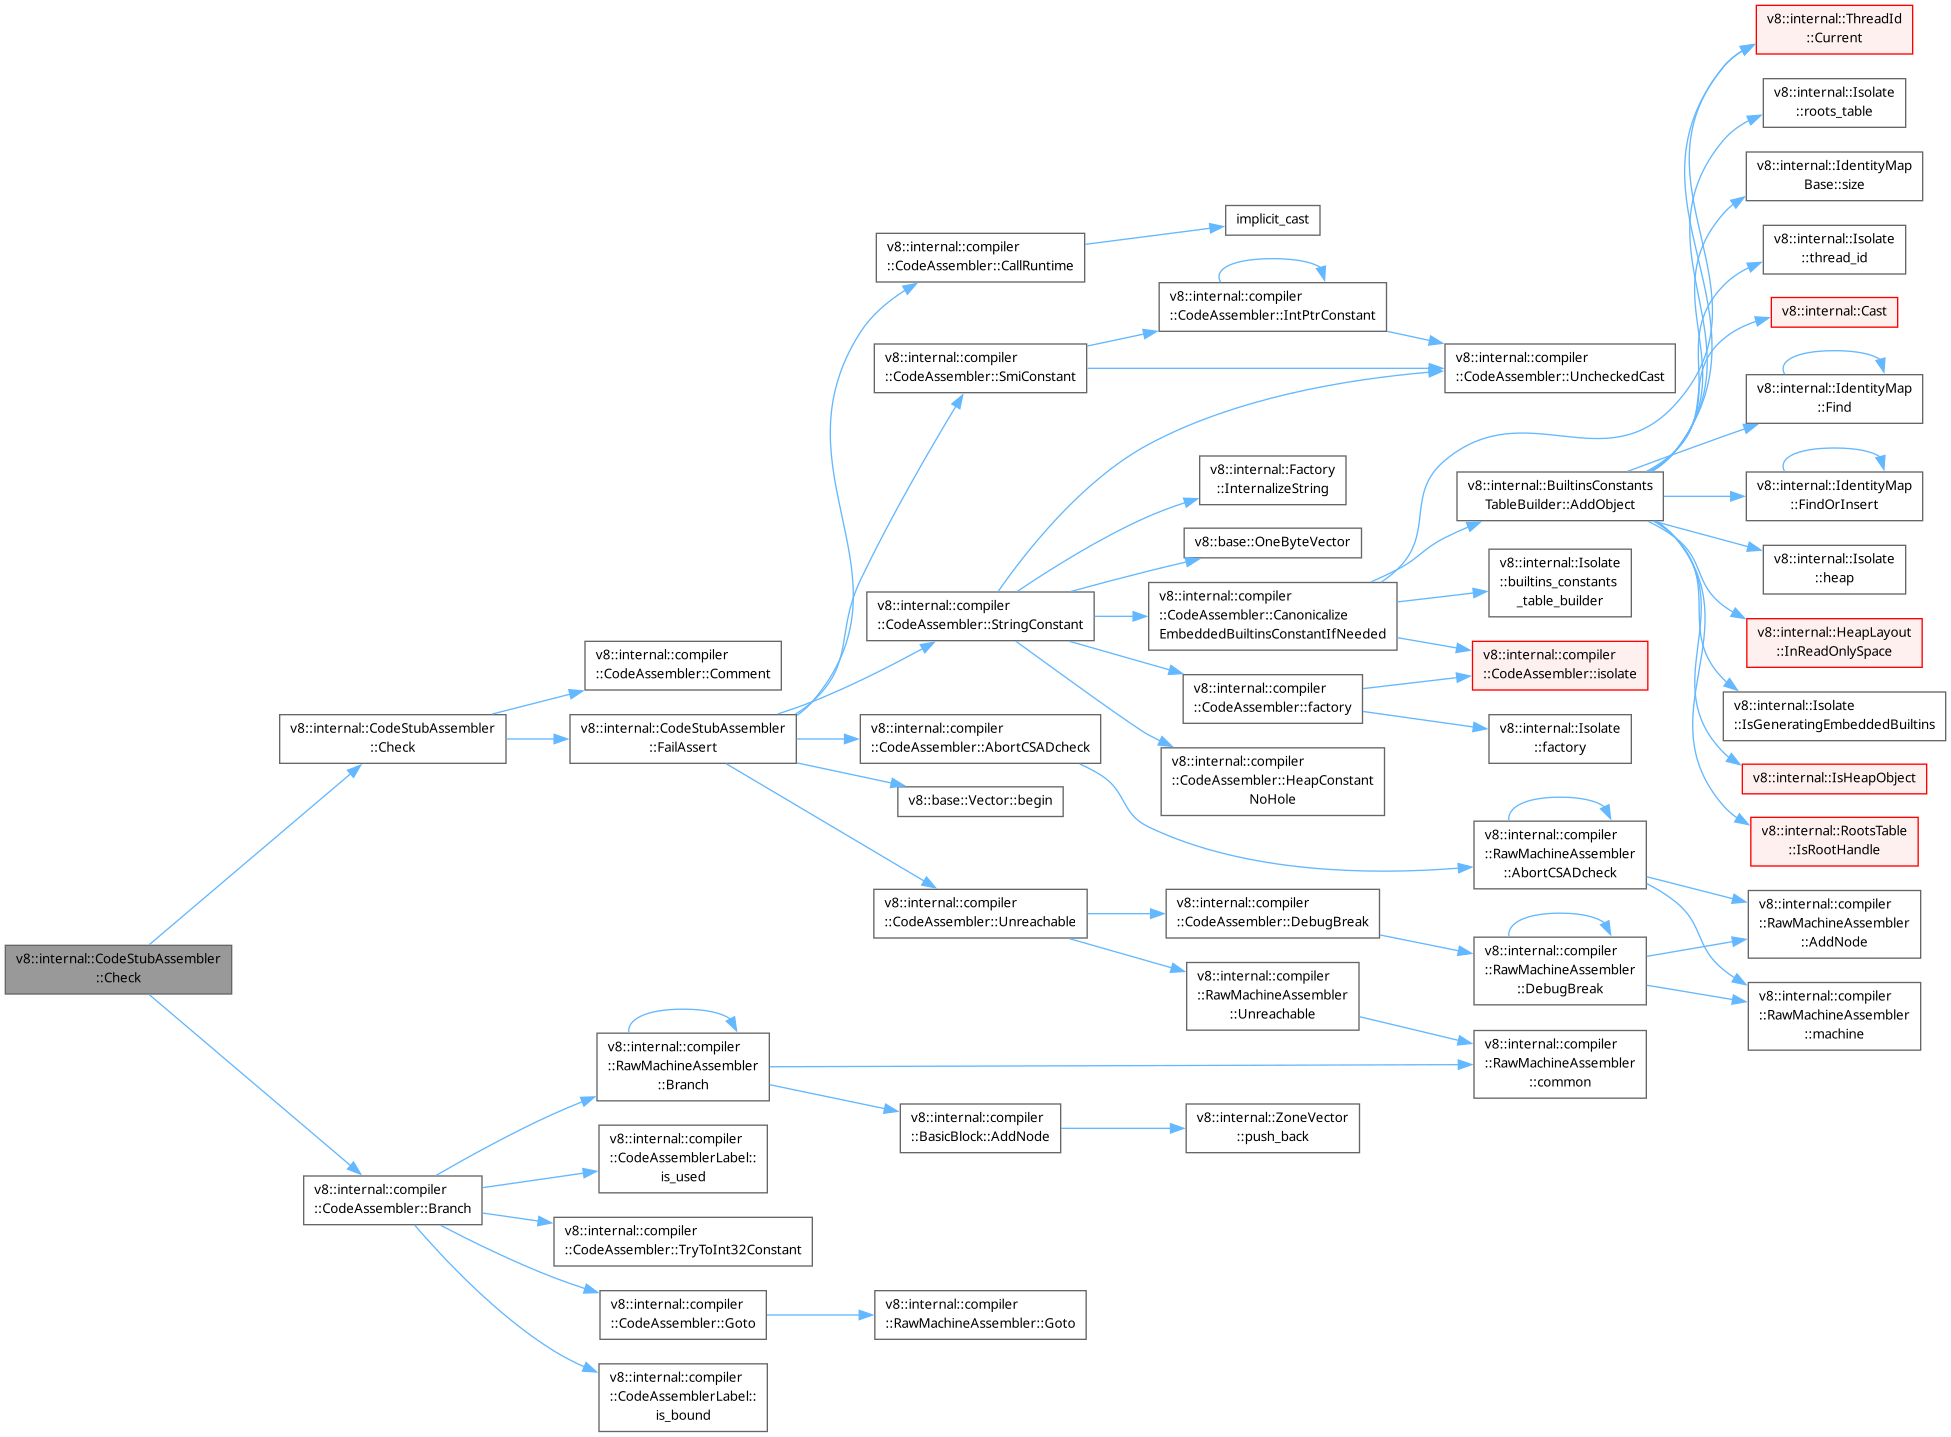 v8::internal::CodeStubAssembler
::Check
v8::internal::CodeStubAssembler
::Check
v8::internal::compiler
::CodeAssembler::Branch
v8::internal::compiler
::CodeAssembler::Comment
v8::internal::CodeStubAssembler
::FailAssert
v8::internal::compiler
::RawMachineAssembler
::Branch
v8::internal::compiler
::CodeAssemblerLabel::
is_used
v8::internal::compiler
::CodeAssembler::TryToInt32Constant
v8::internal::compiler
::CodeAssembler::Goto
v8::internal::compiler
::CodeAssemblerLabel::
is_bound
v8::internal::compiler
::CodeAssembler::CallRuntime
v8::internal::compiler
::CodeAssembler::SmiConstant
v8::internal::compiler
::CodeAssembler::StringConstant
v8::internal::compiler
::CodeAssembler::AbortCSADcheck
v8::base::Vector::begin
v8::internal::compiler
::CodeAssembler::Unreachable
v8::internal::compiler
::BasicBlock::AddNode
v8::internal::compiler
::RawMachineAssembler::Goto
implicit_cast
v8::internal::compiler
::CodeAssembler::IntPtrConstant
v8::internal::Factory
::InternalizeString
v8::base::OneByteVector
v8::internal::compiler
::CodeAssembler::Canonicalize
EmbeddedBuiltinsConstantIfNeeded
v8::internal::compiler
::CodeAssembler::factory
v8::internal::compiler
::CodeAssembler::HeapConstant
NoHole
v8::internal::compiler
::CodeAssembler::DebugBreak
v8::internal::compiler
::RawMachineAssembler
::Unreachable
v8::internal::ZoneVector
::push_back
v8::internal::compiler
::CodeAssembler::UncheckedCast
v8::internal::BuiltinsConstants
TableBuilder::AddObject
v8::internal::Isolate
::builtins_constants
_table_builder
v8::internal::compiler
::CodeAssembler::isolate
v8::internal::Isolate
::factory
v8::internal::compiler
::RawMachineAssembler
::AbortCSADcheck
v8::internal::compiler
::RawMachineAssembler
::DebugBreak
v8::internal::compiler
::RawMachineAssembler
::common
v8::internal::ThreadId
::Current
v8::internal::Isolate
::roots_table
v8::internal::IdentityMap
Base::size
v8::internal::Isolate
::thread_id
v8::internal::Cast
v8::internal::IdentityMap
::Find
v8::internal::IdentityMap
::FindOrInsert
v8::internal::Isolate
::heap
v8::internal::HeapLayout
::InReadOnlySpace
v8::internal::Isolate
::IsGeneratingEmbeddedBuiltins
v8::internal::IsHeapObject
v8::internal::RootsTable
::IsRootHandle
v8::internal::compiler
::RawMachineAssembler
::AddNode
v8::internal::compiler
::RawMachineAssembler
::machine